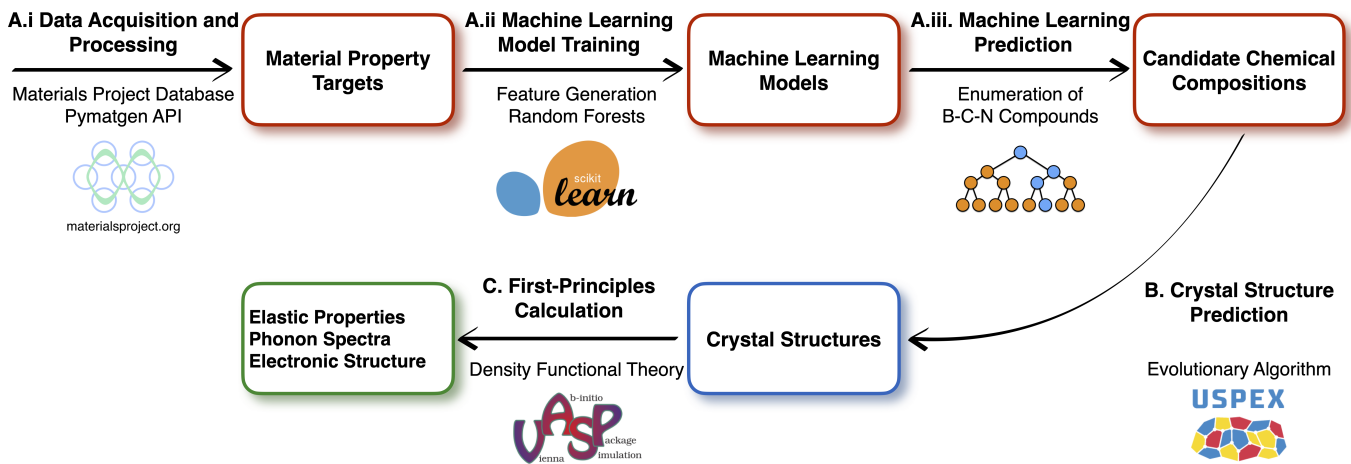 A.i Data Acquisition and
Processing
Materials Project Database
Pymatgen API
materialsproject.org
Material Property
Targets
A.ii Machine Learning
Model Training
Feature Generation
Random Forests
scikit
learn
Machine Learning
Models
A.iii. Machine Learning
Prediction
Enumeration of
B-C-N Compounds
Candidate Chemical
Compositions
B. Crystal Structure
Prediction
Evolutionary Algorithm
USPEX
Crystal Structures
C. First-Principles
Calculation
Density Functional Theory
b-initio
VASP
ackage
ienna
imulation
Elastic Properties
Phonon Spectra
Electronic Structure